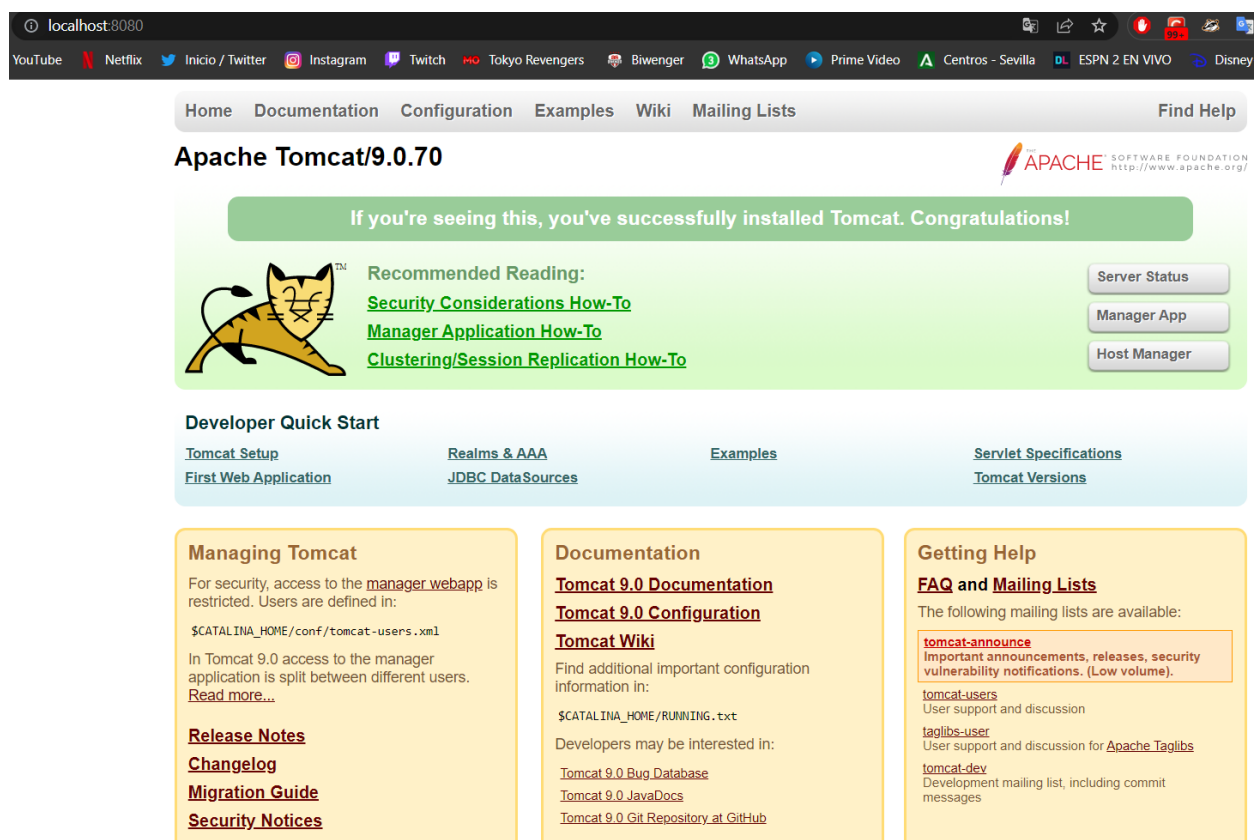 localhost:8080
99+
YouTube Netflix Inicio / Twitter Instagram Twitch MO Tokyo Revengers Biwenger 3 WhatsApp Prime Video Centros - Sevilla DL ESPN 2 EN VIVO Disney
Home Documentation Configuration Examples Wiki Mailing Lists Find Help
Apache Tomcat/9.0.70
THE
APACHE SOFTWARE FOUNDATION
http://www.apache.org/
If you're seeing this, you've successfully installed Tomcat. Congratulations!
TM
Recommended Reading:
Security Considerations How-To
Manager Application How-To
Clustering/Session Replication How-To
Server Status
Manager App
Host Manager
Developer Quick Start
Tomcat Setup
First Web Application
Realms & AAA
JDBC DataSources
Examples
Servlet Specifications
Tomcat Versions
Managing Tomcat
For security, access to the manager webapp is
restricted. Users are defined in:
$CATALINA_HOME/conf/tomcat-users.xml
In Tomcat 9.0 access to the manager
application is split between different users.
Read more...
Release Notes
Changelog
Migration Guide
Security Notices
Documentation
Tomcat 9.0 Documentation
Tomcat 9.0 Configuration
Tomcat Wiki
Find additional important configuration
information in:
$CATALINA_HOME/RUNNING.txt
Developers may be interested in:
Tomcat 9.0 Bug Database
Tomcat 9.0 JavaDocs
Tomcat 9.0 Git Repository at GitHub
Getting Help
FAQ and Mailing Lists
The following mailing lists are available:
tomcat-announce
Important announcements, releases, security
vulnerability notifications. (Low volume).
tomcat-users
User support and discussion
taglibs-user
User support and discussion for Apache Taglibs
tomcat-dev
Development mailing list, including commit
messages